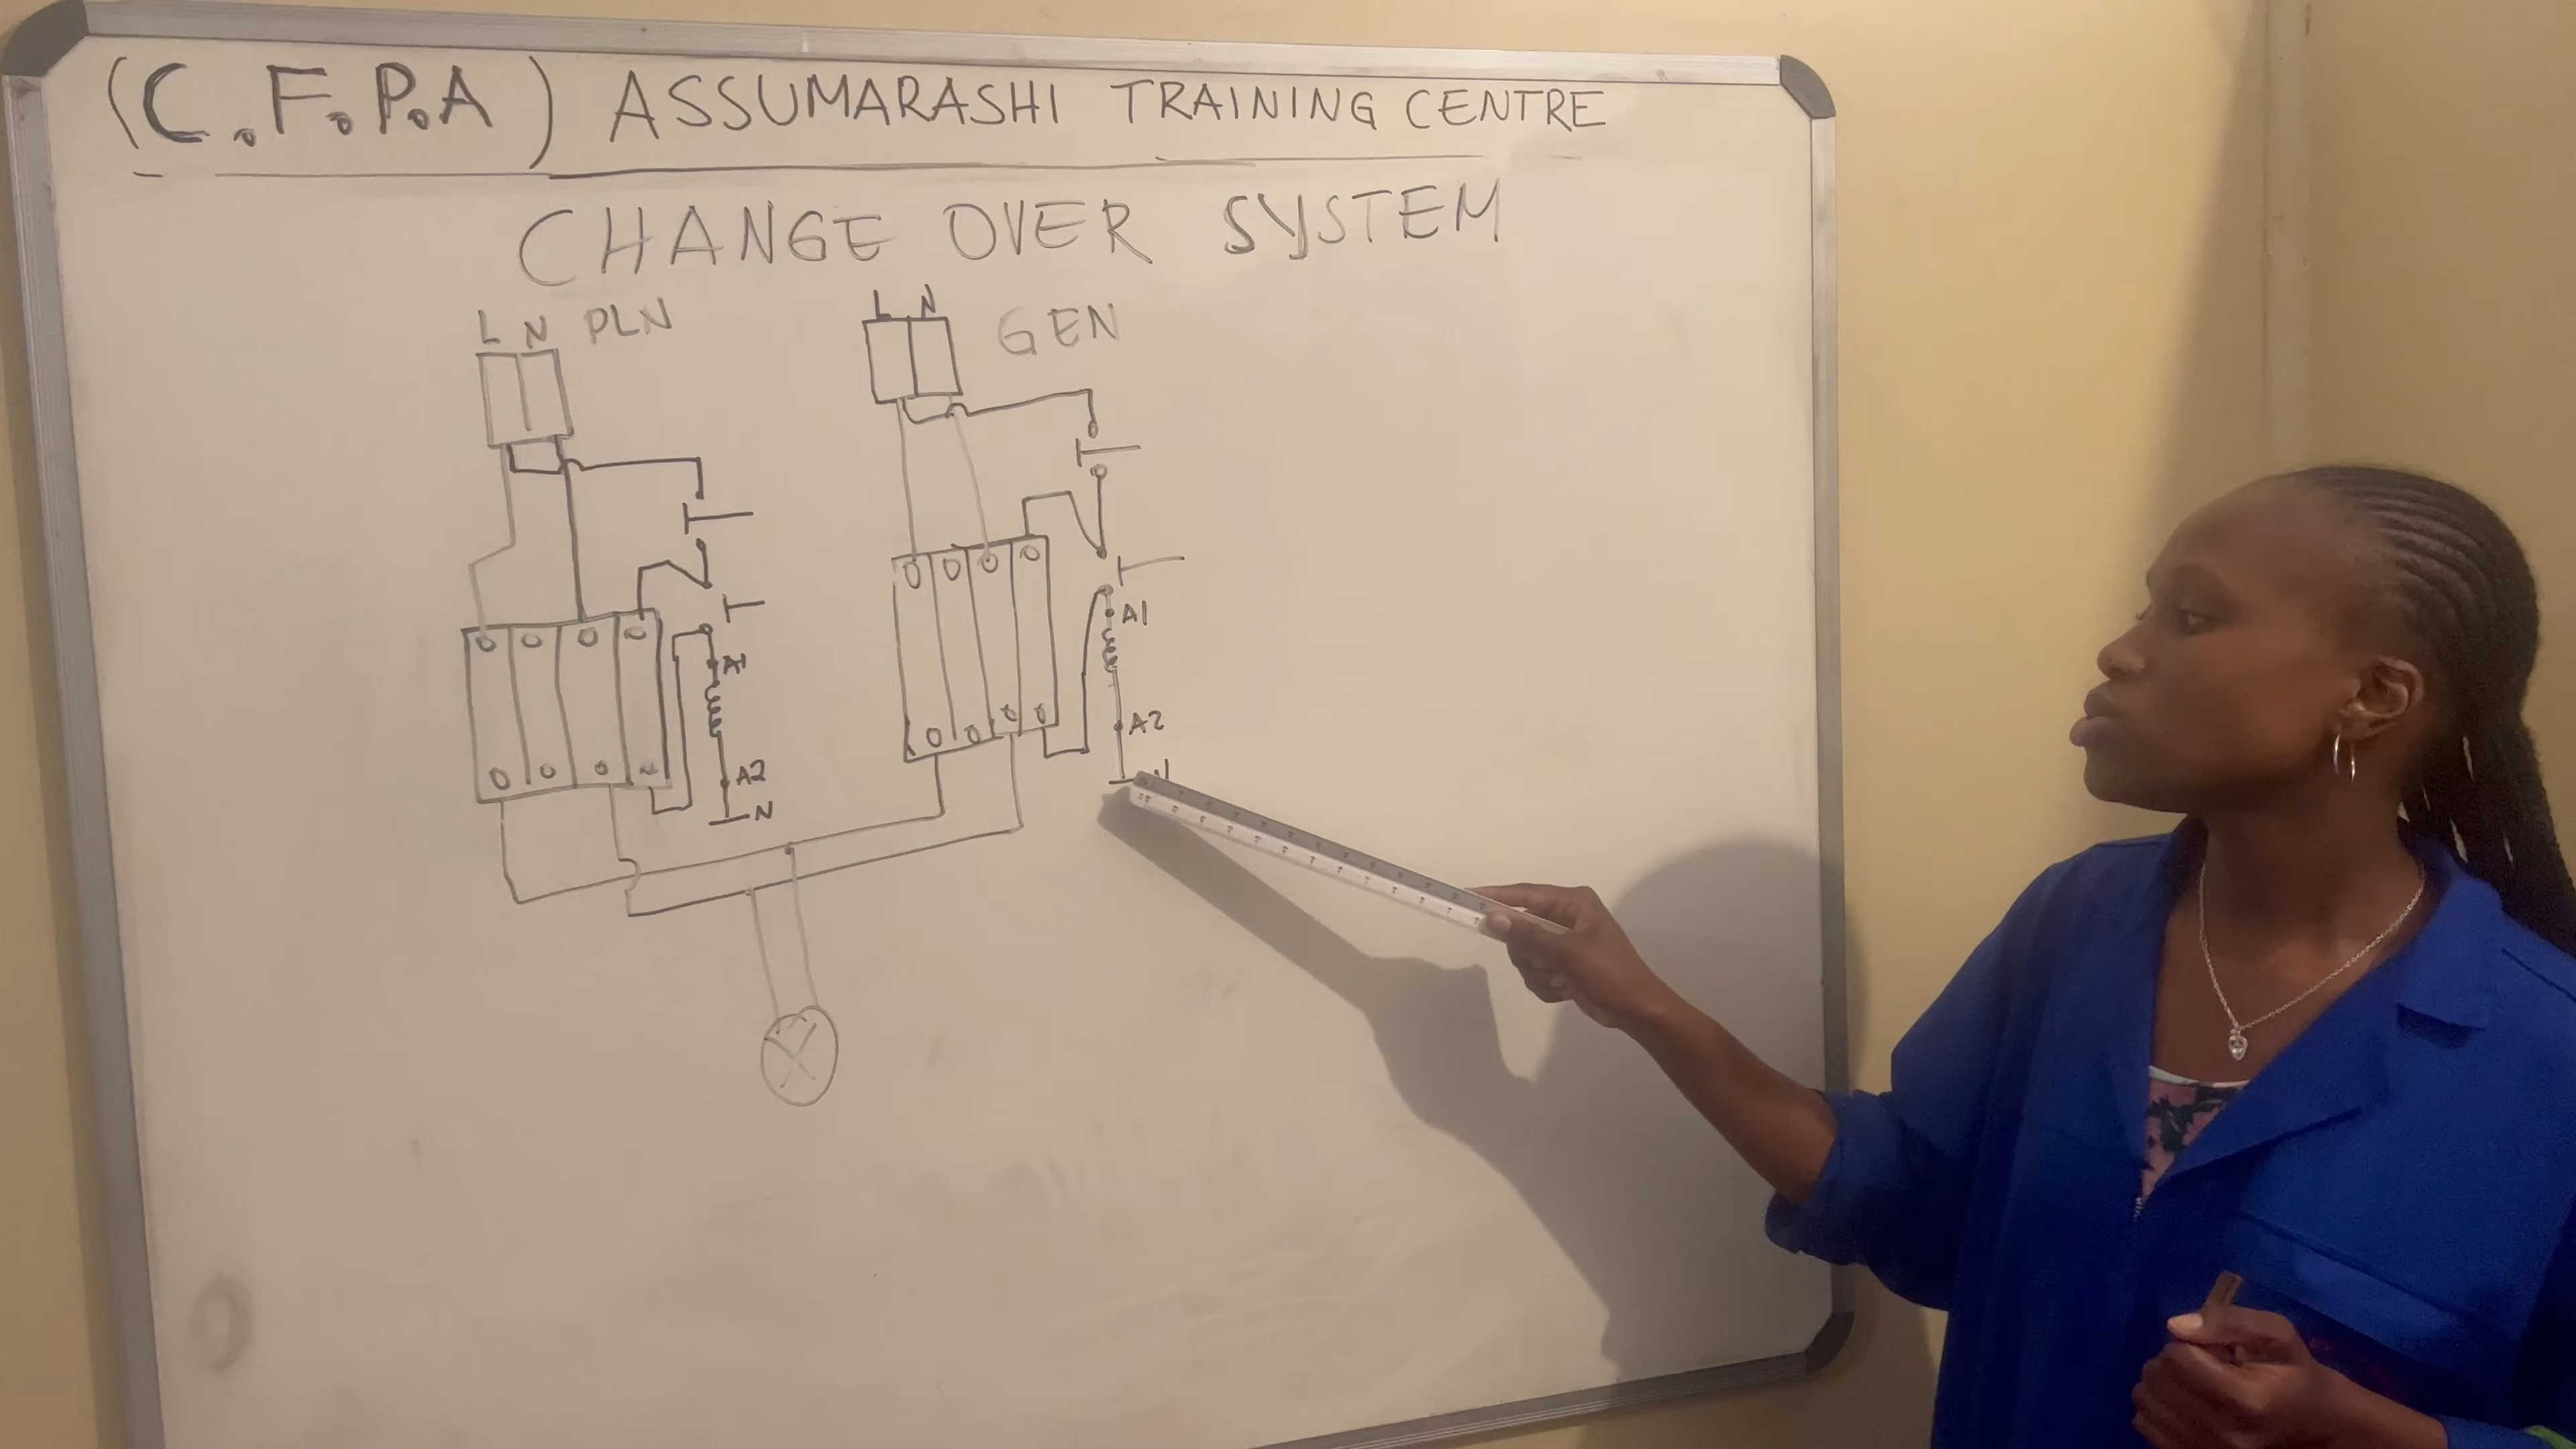 (C.F.P.A) ASSUMARASHI TRAINING CENTRE
CHANGE OVER SYSTEM
L N PLN
L N GEN
A1
A2
N
A1
A2
N